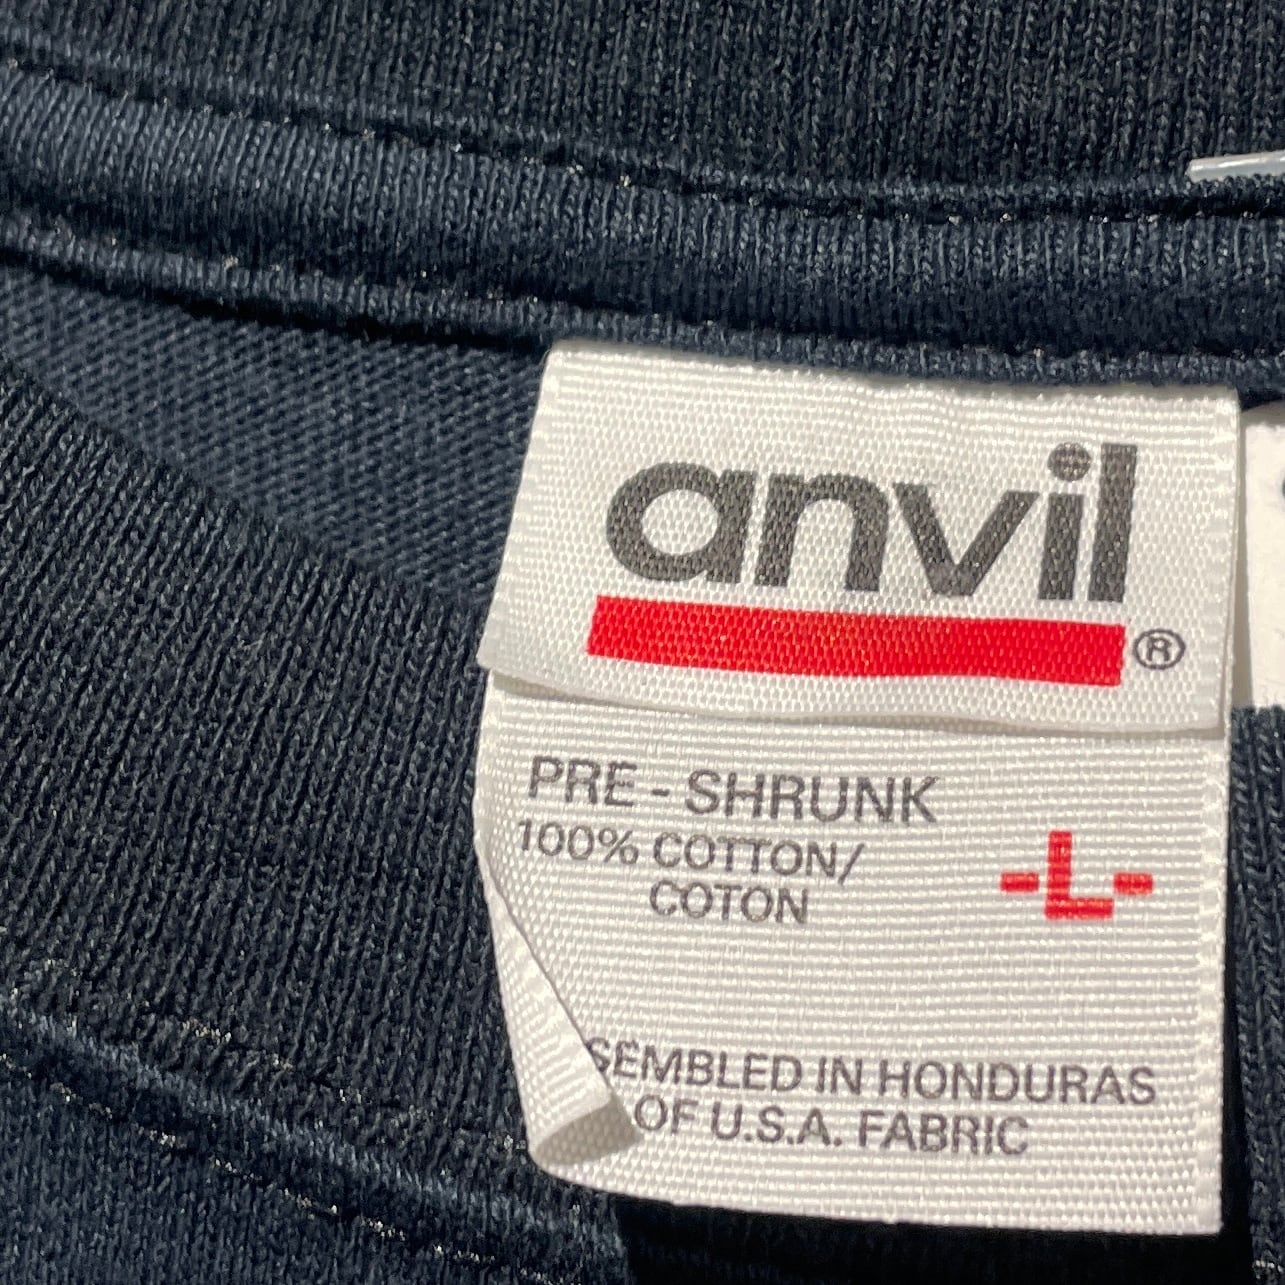 anvil®
PRE - SHRUNK
100% COTTON/
COTON
-L-
SEMBLED IN HONDURAS
OF U.S.A. FABRIC